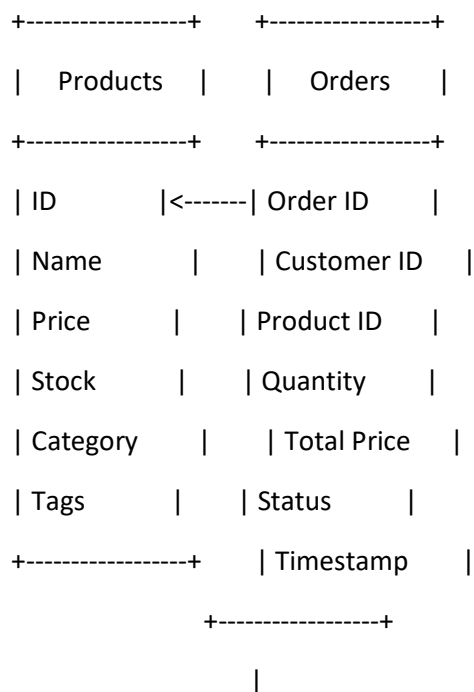 +------------------+      +------------------+
|    Products    |      |    Orders      |
+------------------+      +------------------+
| ID            |<-------| Order ID       |
| Name          |      | Customer ID    |
| Price         |      | Product ID     |
| Stock         |      | Quantity       |
| Category      |      | Total Price    |
| Tags          |      | Status         |
+------------------+      | Timestamp      |
+------------------+
|